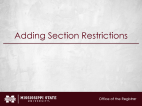 Adding Section Restrictions
MISSISSIPPI STATE
UNIVERSITY
Office of the Registrar